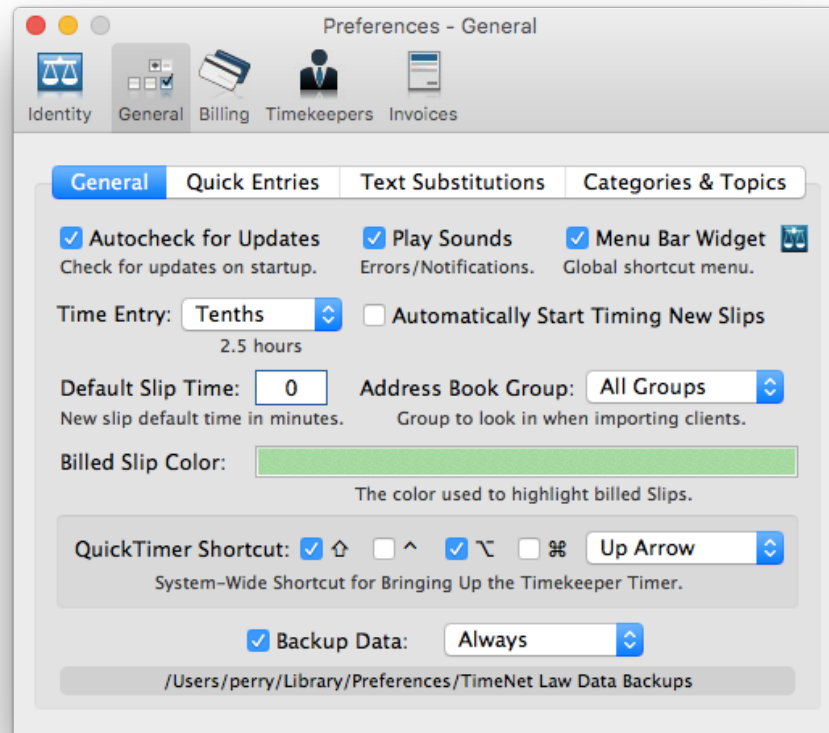 Preferences - General
Identity General Billing Timekeepers Invoices
General Quick Entries Text Substitutions Categories & Topics
Autocheck for Updates Play Sounds Menu Bar Widget
Check for updates on startup. Errors/Notifications. Global shortcut menu.
Time Entry: Tenths Automatically Start Timing New Slips
2.5 hours
Default Slip Time: 0 Address Book Group: All Groups
New slip default time in minutes. Group to look in when importing clients.
Billed Slip Color:
The color used to highlight billed Slips.
QuickTimer Shortcut: ⇧ ^ ⌥ ⌘ Up Arrow
System-Wide Shortcut for Bringing Up the Timekeeper Timer.
Backup Data: Always
/Users/perry/Library/Preferences/TimeNet Law Data Backups